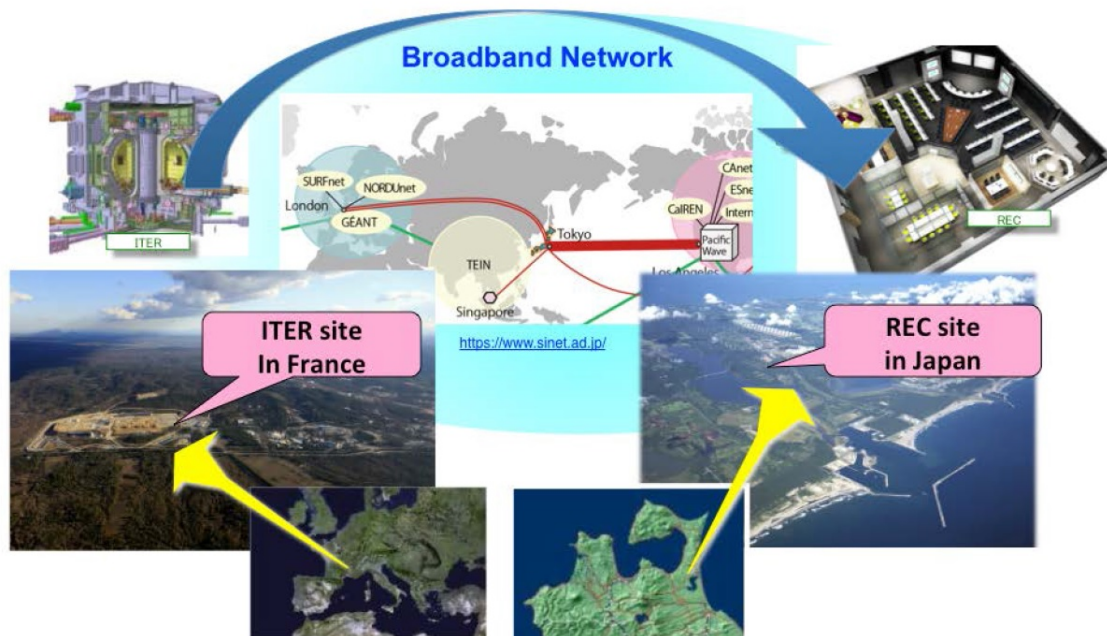 Broadband Network
ITER
REC
SURFnet
NORDUnet
London
GÉANT
TEIN
Singapore
Tokyo
CAnet
ESne
CalREN
Intern
Pacific
Wave
Los Angeles
https://www.sinet.ad.jp/
ITER site
In France
REC site
in Japan